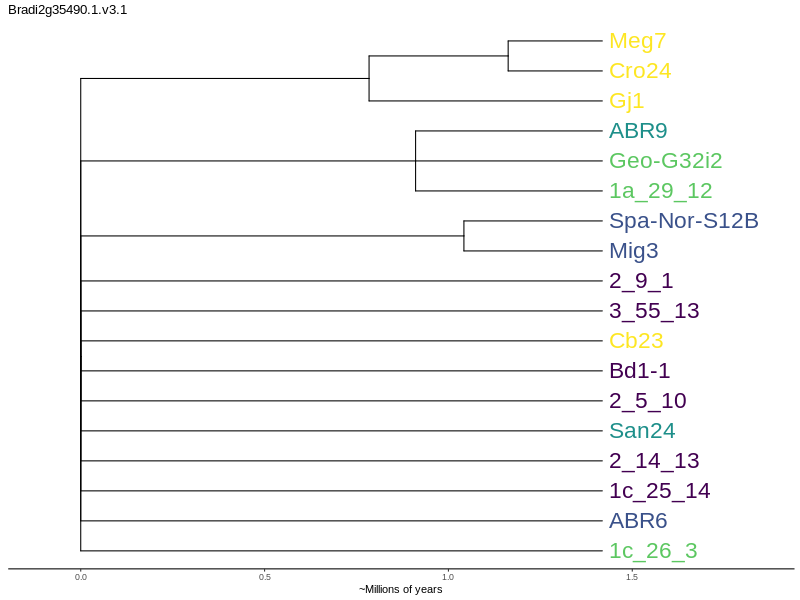 Bradi2g35490.1.v3.1
Meg7
Cro24
Gj1
ABR9
Geo-G32i2
1a_29_12
Spa-Nor-S12B
Mig3
2_9_1
3_55_13
Cb23
Bd1-1
2_5_10
San24
2_14_13
1c_25_14
ABR6
1c_26_3
0.0 0.5 1.0 1.5
~Millions of years